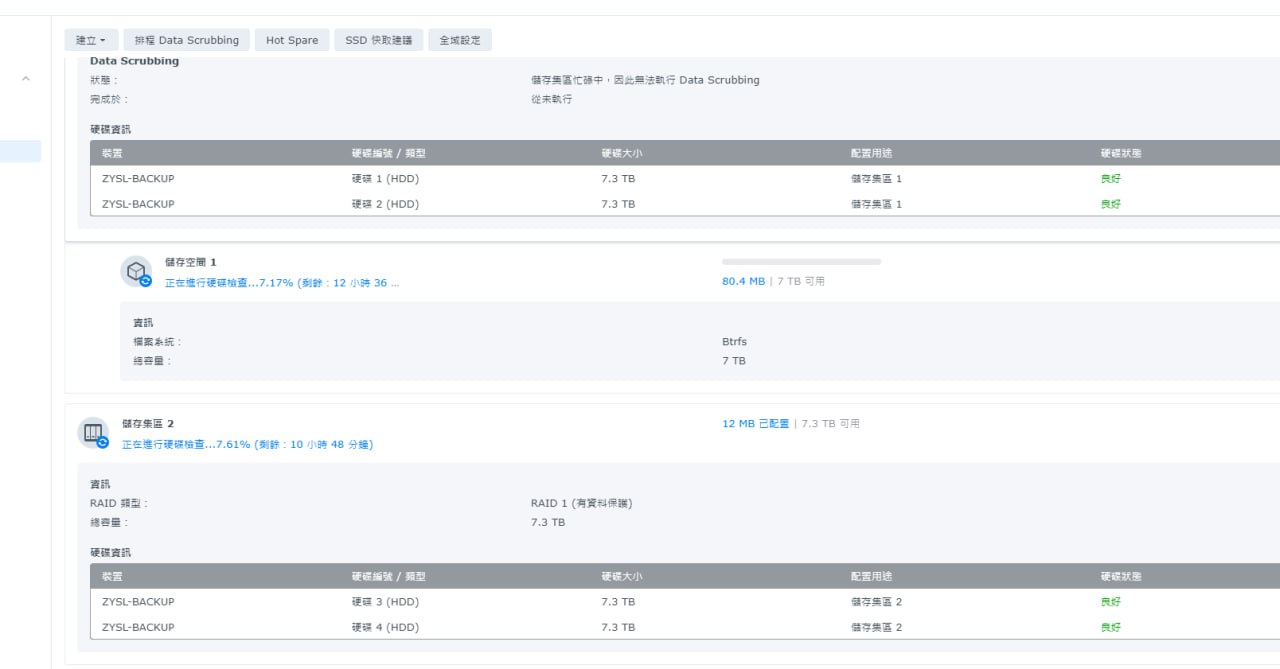 建立
排程 Data Scrubbing
Hot Spare
SSD 快取建議
全域設定
Data Scrubbing
狀態：
儲存集區忙碌中，因此無法執行 Data Scrubbing
完成於：
從未執行
硬碟資訊
裝置 硬碟編號 / 類型 硬碟大小 配置用途 硬碟狀態
ZYSL-BACKUP 硬碟 1 (HDD) 7.3 TB 儲存集區 1 良好
ZYSL-BACKUP 硬碟 2 (HDD) 7.3 TB 儲存集區 1 良好
儲存空間 1
正在進行硬碟檢查...7.17% (剩餘：12 小時 36 ...
80.4 MB | 7 TB 可用
資訊
檔案系統：
Btrfs
總容量：
7 TB
儲存集區 2
12 MB 已配置 | 7.3 TB 可用
正在進行硬碟檢查...7.61% (剩餘：10 小時 48 分鐘)
資訊
RAID 類型：
RAID 1 (有資料保護)
總容量：
7.3 TB
硬碟資訊
裝置 硬碟編號 / 類型 硬碟大小 配置用途 硬碟狀態
ZYSL-BACKUP 硬碟 3 (HDD) 7.3 TB 儲存集區 2 良好
ZYSL-BACKUP 硬碟 4 (HDD) 7.3 TB 儲存集區 2 良好